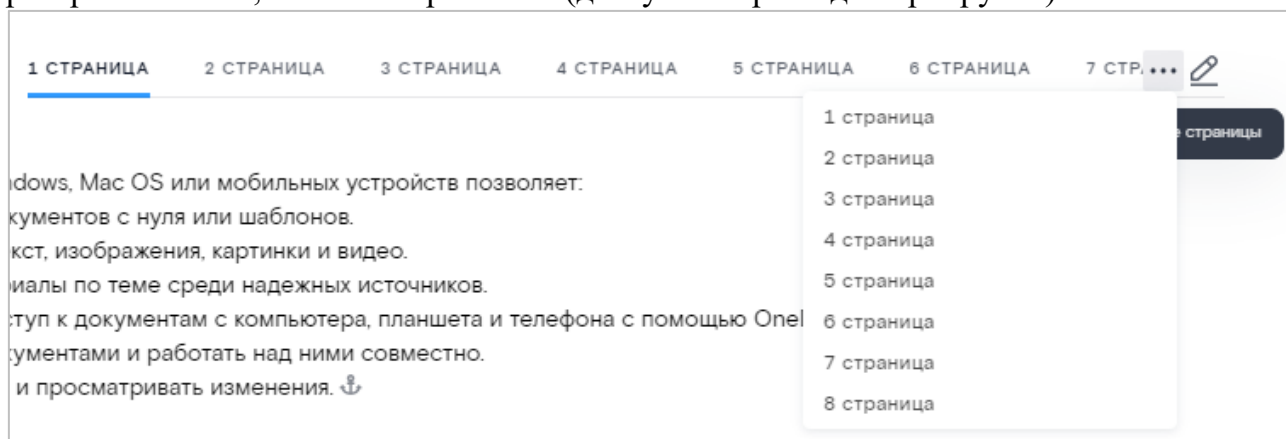 1 СТРАНИЦА 2 СТРАНИЦА 3 СТРАНИЦА 4 СТРАНИЦА 5 СТРАНИЦА 6 СТРАНИЦА 7 СТР
1 страница
2 страница
3 страница
4 страница
5 страница
6 страница
7 страница
8 страница
страницы
Mac OS или мобильных устройств позволяет:
с нуля или шаблонов.
изображения, картинки и видео.
по теме среди надежных источников.
к документам с компьютера, планшета и телефона с помощью
и работать над ними совместно.
и просматривать изменения.